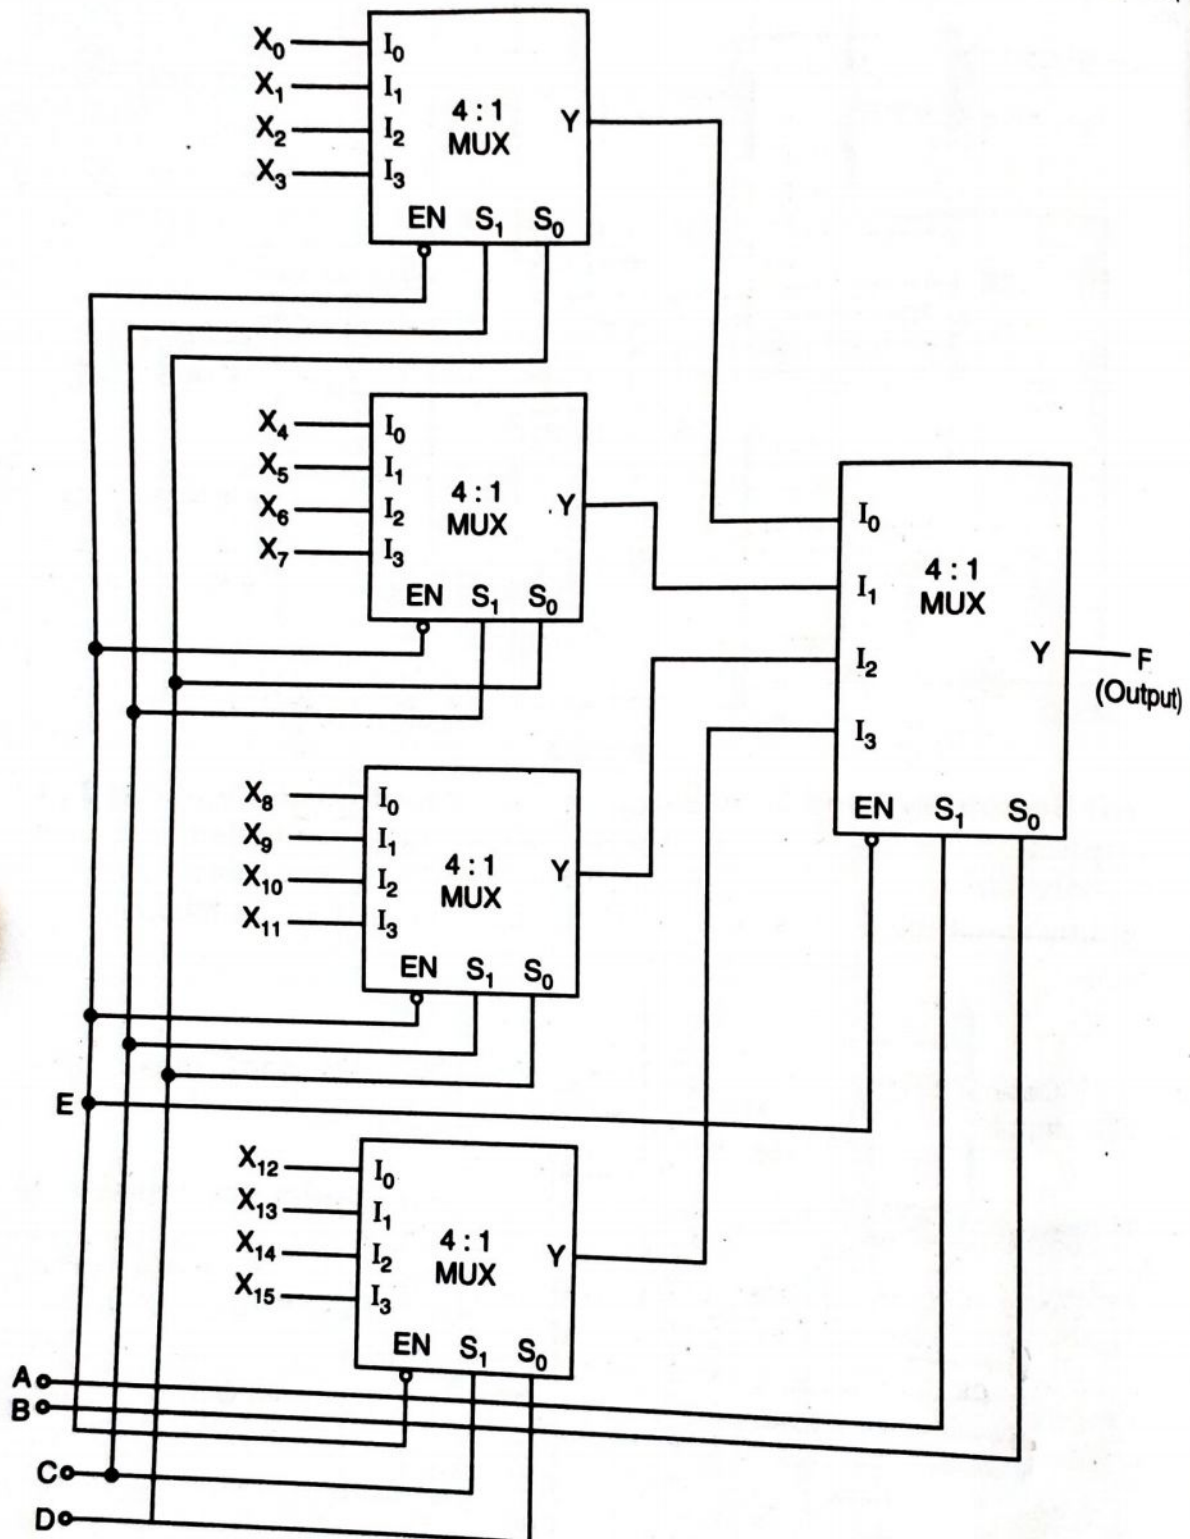 X₀ I₀
X₁ I₁
X₂ I₂
X₃ I₃
4 : 1
MUX
Y
EN S₁ S₀
X₄ I₀
X₅ I₁
X₆ I₂
X₇ I₃
4 : 1
MUX
Y
EN S₁ S₀
X₈ I₀
X₉ I₁
X₁₀ I₂
X₁₁ I₃
4 : 1
MUX
Y
EN S₁ S₀
X₁₂ I₀
X₁₃ I₁
X₁₄ I₂
X₁₅ I₃
4 : 1
MUX
Y
EN S₁ S₀
I₀
I₁
I₂
I₃
4 : 1
MUX
Y
EN S₁ S₀
F
(Output)
E
A
B
C
D